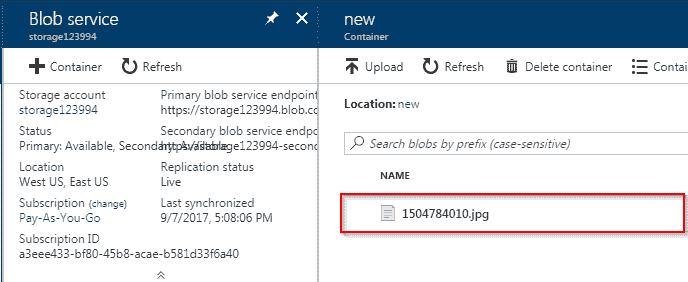 Blob service
storage123994
Container
Refresh
Storage account
storage123994
Primary blob service endpoint
https://storage123994.blob.co
Status
Primary: Available, Secondary: Available
Secondary blob service endp
https://storage123994-second
Location
West US, East US
Replication status
Live
Subscription (change)
Pay-As-You-Go
Last synchronized
9/7/2017, 5:08:06 PM
Subscription ID
a3eee433-bf80-45b8-acae-b581d33f6a40
new
Container
Upload
Refresh
Delete container
Contai
Location: new
Search blobs by prefix (case-sensitive)
NAME
1504784010.jpg